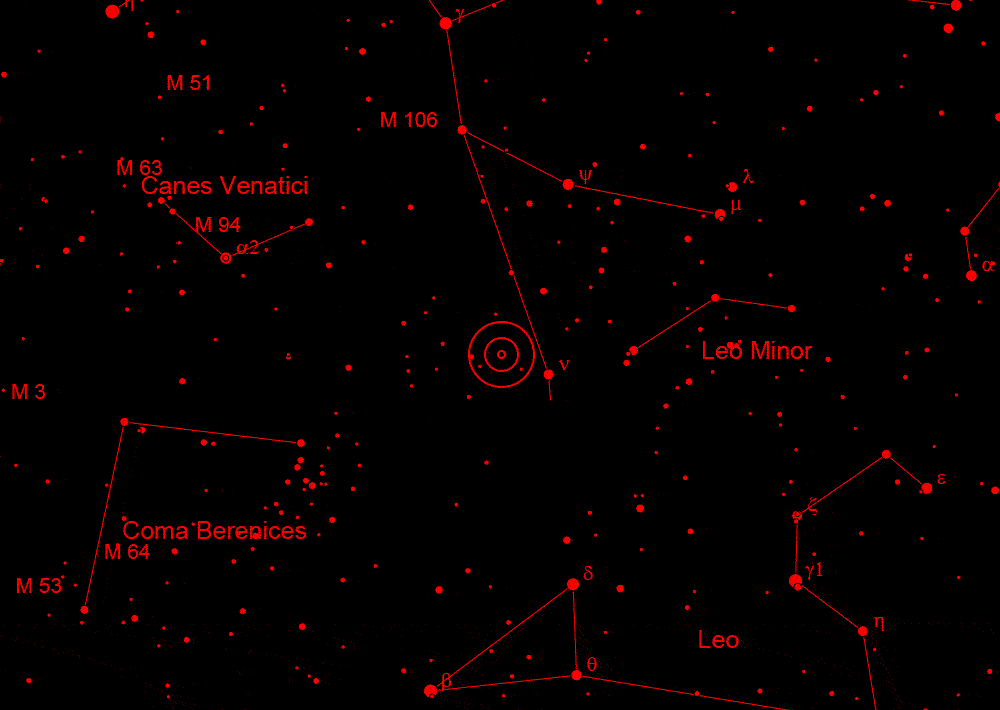 η
γ
M 51
M 106
M 63
ψ
λ
Canes Venatici
μ
M 94
α2
α
Leo Minor
ν
M 3
ε
ζ
Coma Berenices
M 64
γ1
δ
M 53
η
Leo
θ
β